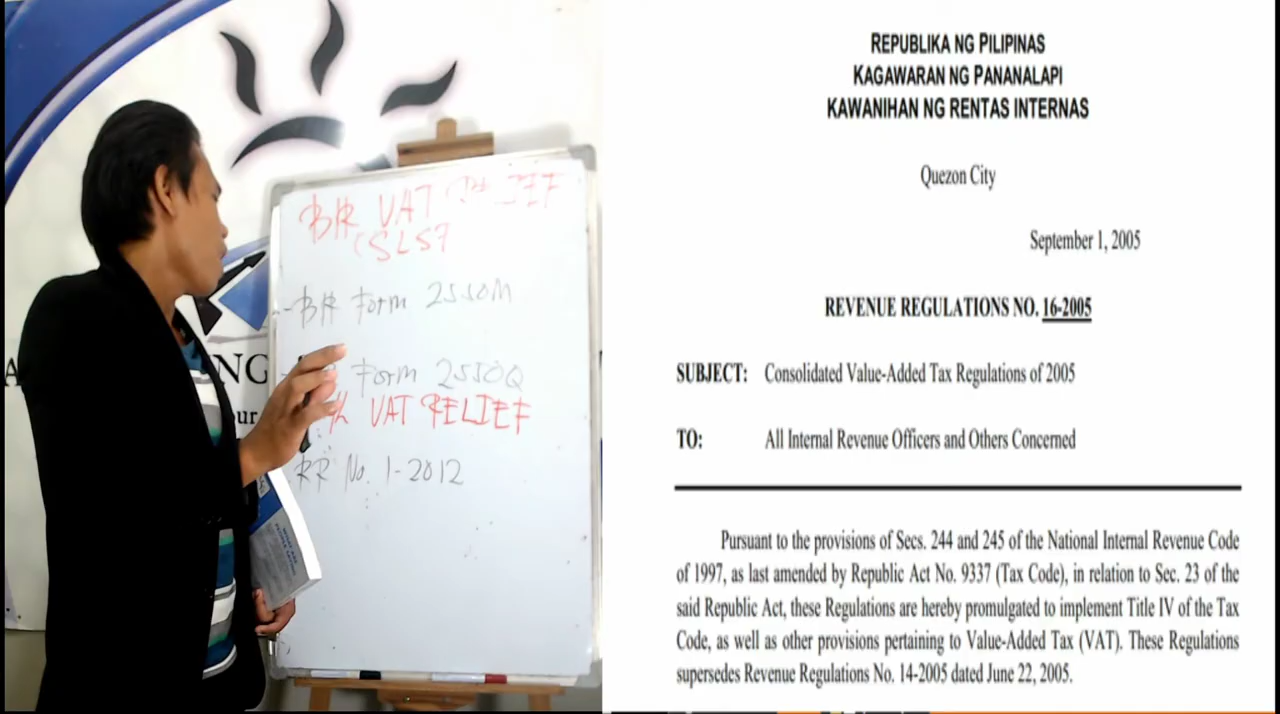 BIR VAT RELIEF
(SLSP
- BIR Form 2550M
Form 2550Q
VAT RELIEF
RR No. 1-2012
NG
our
REPUBLIKA NG PILIPINAS
KAGAWARAN NG PANANALAPI
KAWANIHAN NG RENTAS INTERNAS
Quezon City
September 1, 2005
REVENUE REGULATIONS NO. 16-2005
SUBJECT: Consolidated Value-Added Tax Regulations of 2005
TO: All Internal Revenue Officers and Others Concerned
Pursuant to the provisions of Secs. 244 and 245 of the National Internal Revenue Code
of 1997, as last amended by Republic Act No. 9337 (Tax Code), in relation to Sec. 23 of the
said Republic Act, these Regulations are hereby promulgated to implement Title IV of the Tax
Code, as well as other provisions pertaining to Value-Added Tax (VAT). These Regulations
supersedes Revenue Regulations No. 14-2005 dated June 22, 2005.